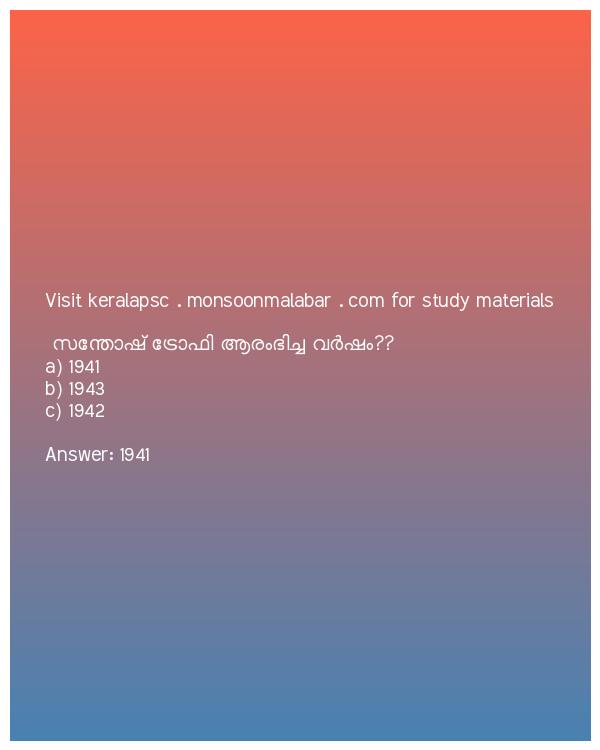 Visit keralapsc . monsoonmalabar . com for study materials
സന്തോഷ് ട്രോഫി ആരംഭിച്ച വർഷം??
a) 1941
b) 1943
c) 1942
Answer: 1941